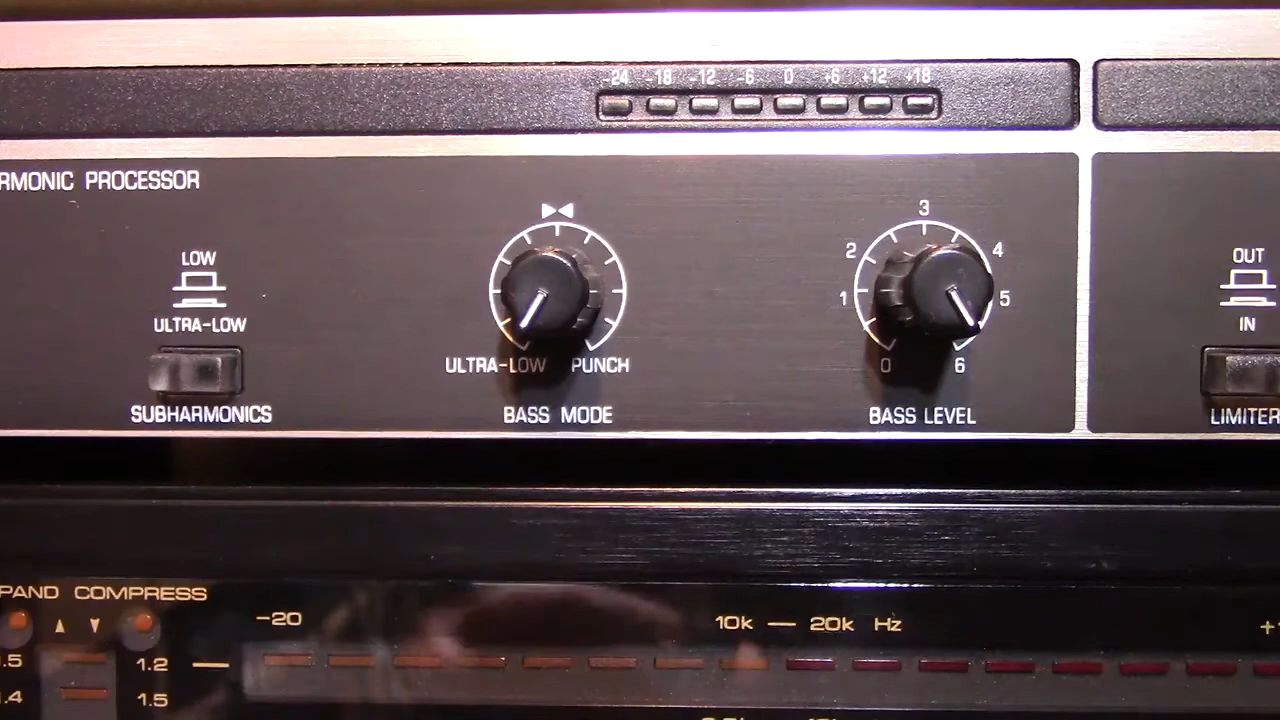 -24 -18 -12 -6 0 +6 +12 +18
RMONIC PROCESSOR
LOW
ULTRA-LOW
SUBHARMONICS
ULTRA-LOW PUNCH
BASS MODE
0 1 2 3 4 5 6
BASS LEVEL
OUT
IN
LIMITER
PAND COMPRESS
-20
10k — 20k Hz
.5 1.2
.4 1.5